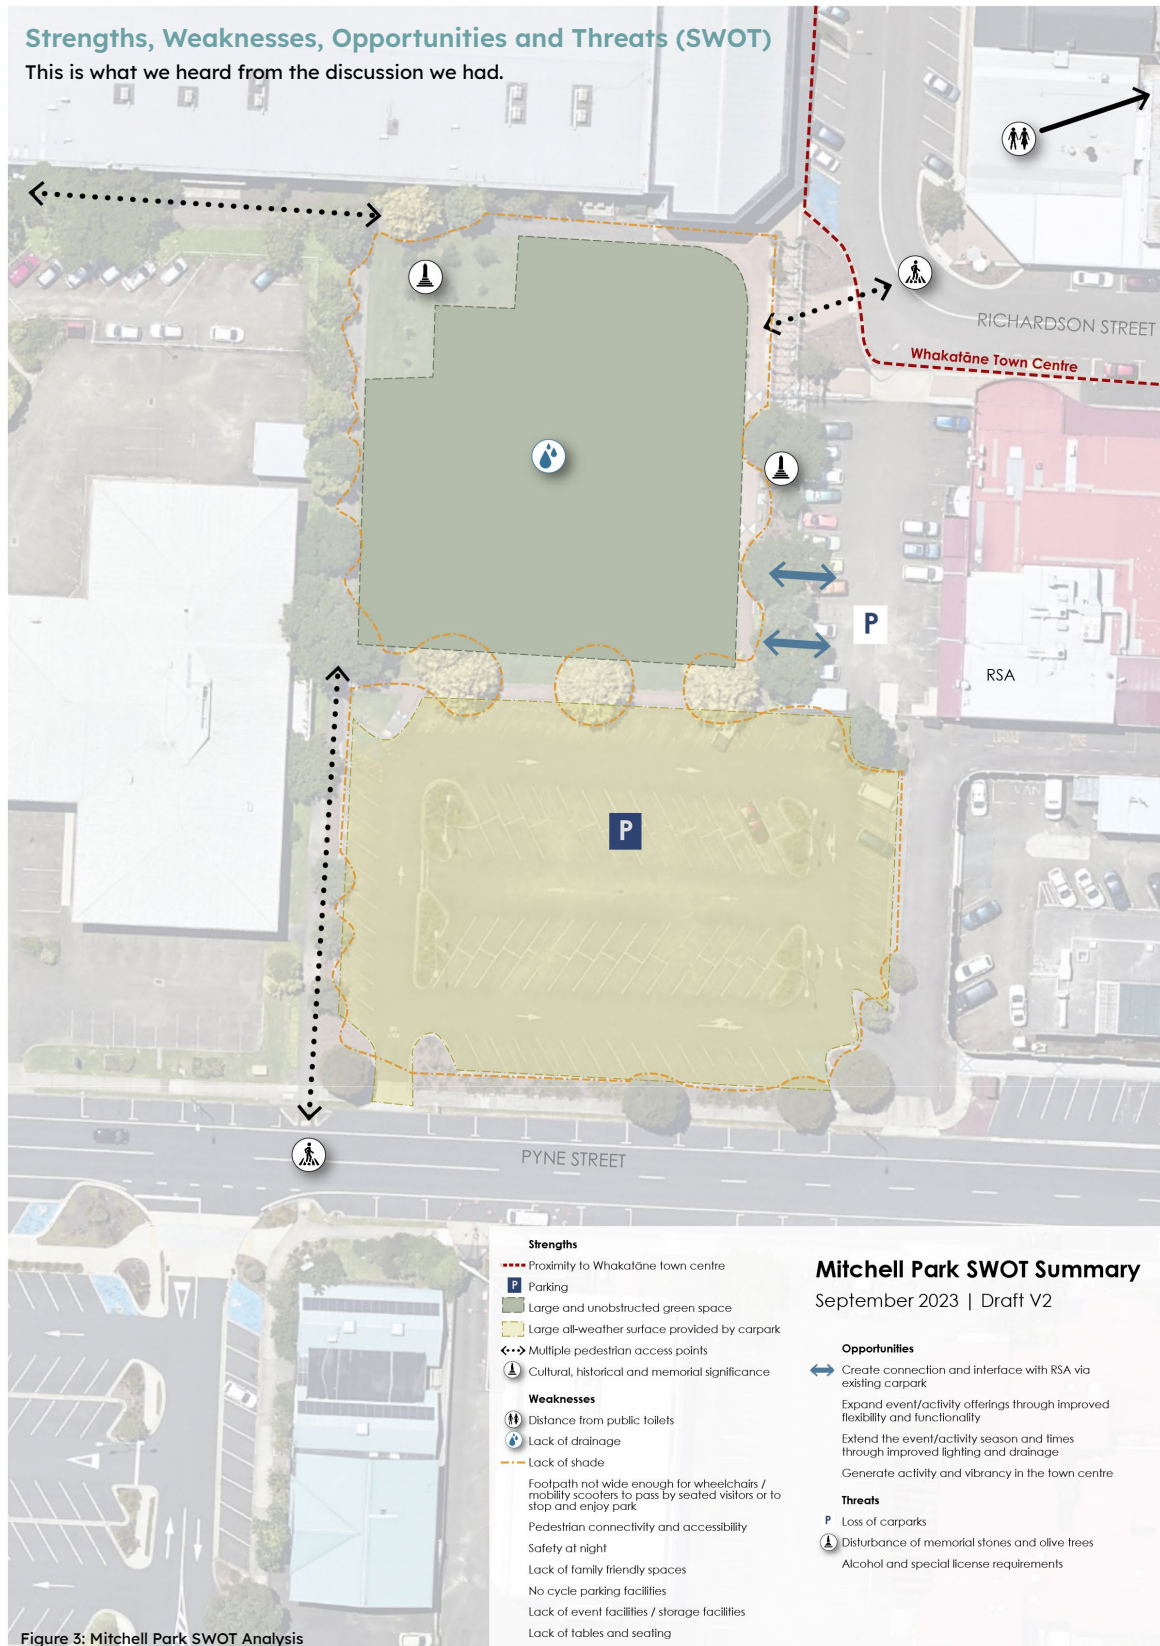 Strengths, Weaknesses, Opportunities and Threats (SWOT)
This is what we heard from the discussion we had.
RICHARDSON STREET
Whakatāne Town Centre
P
RSA
P
PYNE STREET
Strengths
Proximity to Whakatāne town centre
P Parking
Large and unobstructed green space
Large all-weather surface provided by carpark
Multiple pedestrian access points
Cultural, historical and memorial significance
Weaknesses
Distance from public toilets
Lack of drainage
Lack of shade
Footpath not wide enough for wheelchairs /
mobility scooters to pass by seated visitors or to
stop and enjoy park
Pedestrian connectivity and accessibility
Safety at night
Lack of family friendly spaces
No cycle parking facilities
Lack of event facilities / storage facilities
Lack of tables and seating
Mitchell Park SWOT Summary
September 2023 | Draft V2
Opportunities
Create connection and interface with RSA via
existing carpark
Expand event/activity offerings through improved
flexibility and functionality
Extend the event/activity season and times
through improved lighting and drainage
Generate activity and vibrancy in the town centre
Threats
P Loss of carparks
Disturbance of memorial stones and olive trees
Alcohol and special license requirements
Figure 3: Mitchell Park SWOT Analysis